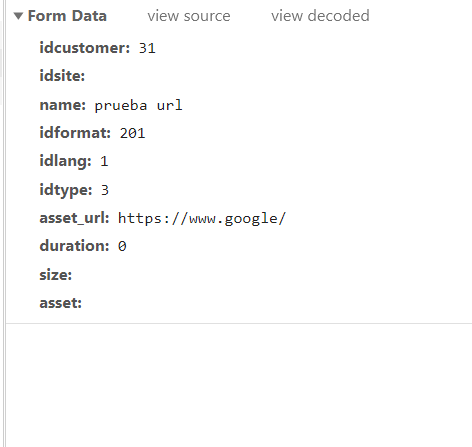 Form Data view source view decoded
idcustomer: 31
idsite:
name: prueba url
idformat: 201
idlang: 1
idtype: 3
asset_url: https://www.google/
duration: 0
size:
asset: